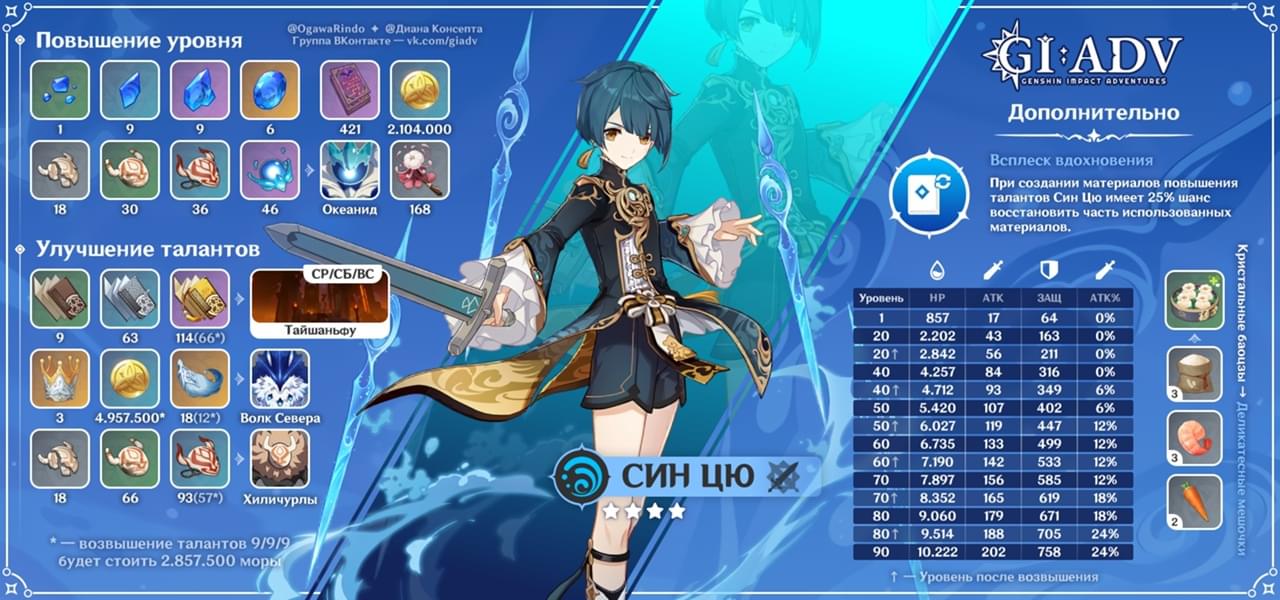 Повышение уровня
@OgawaRindo ✦ @Диана Консепта
Группа ВКонтакте — vk.com/giadv
1 9 9 6 421 2.104.000
18 30 36 46 Океанид 168
Улучшение талантов
СР/СБ/ВС
9 63 114(66*) Тайшаньфу
3 4.957.500* 18(12*) Волк Севера
18 66 93(57*) Хиличурлы
* — возвышение талантов 9/9/9
будет стоить 2.857.500 моры
СИН ЦЮ
GI·ADV
GENSHIN IMPACT ADVENTURES
Дополнительно
Всплеск вдохновения
При создании материалов повышения
талантов Син Цю имеет 25% шанс
восстановить часть использованных
материалов.
Уровень HP АТК ЗАЩ АТК%
1 857 17 64 0%
20 2.202 43 163 0%
20↑ 2.842 56 211 0%
40 4.257 84 316 0%
40↑ 4.712 93 349 6%
50 5.420 107 402 6%
50↑ 6.027 119 447 12%
60 6.735 133 499 12%
60↑ 7.190 142 533 12%
70 7.897 156 585 12%
70↑ 8.352 165 619 18%
80 9.060 179 671 18%
80↑ 9.514 188 705 24%
90 10.222 202 758 24%
↑ — Уровень после возвышения
3
3
2
Кристальные баоцзы → Деликатесные мешочки